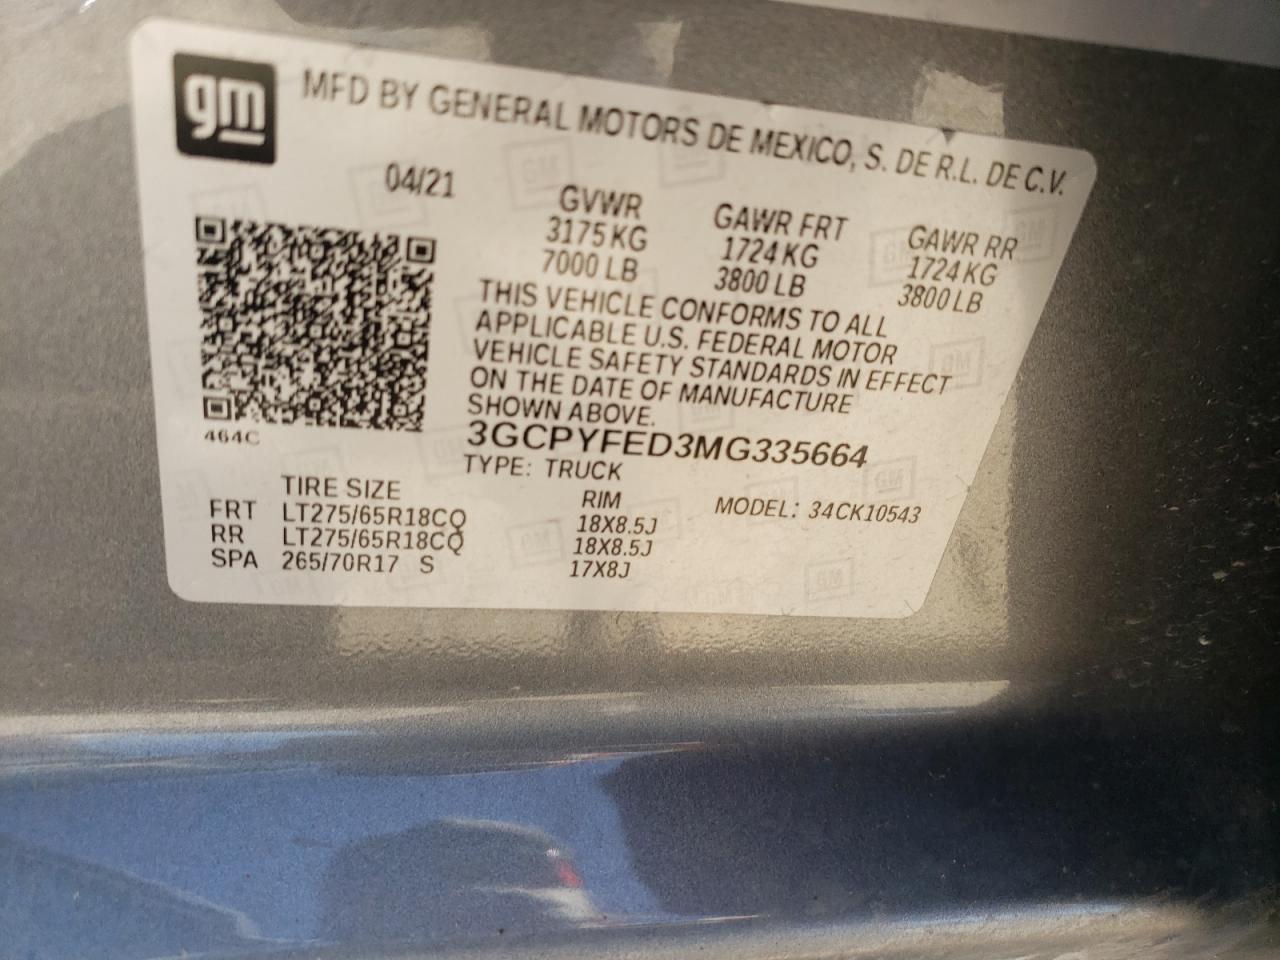 gm
MFD BY GENERAL MOTORS DE MEXICO, S. DE R.L. DE C.V.
04/21
GVWR GAWR FRT GAWR RR
3175 KG 1724 KG 1724 KG
7000 LB 3800 LB 3800 LB
THIS VEHICLE CONFORMS TO ALL
APPLICABLE U.S. FEDERAL MOTOR
VEHICLE SAFETY STANDARDS IN EFFECT
ON THE DATE OF MANUFACTURE
SHOWN ABOVE.
464C
3GCPYFED3MG335664
TYPE: TRUCK
TIRE SIZE RIM MODEL: 34CK10543
FRT LT275/65R18CQ 18X8.5J
RR LT275/65R18CQ 18X8.5J
SPA 265/70R17 S 17X8J